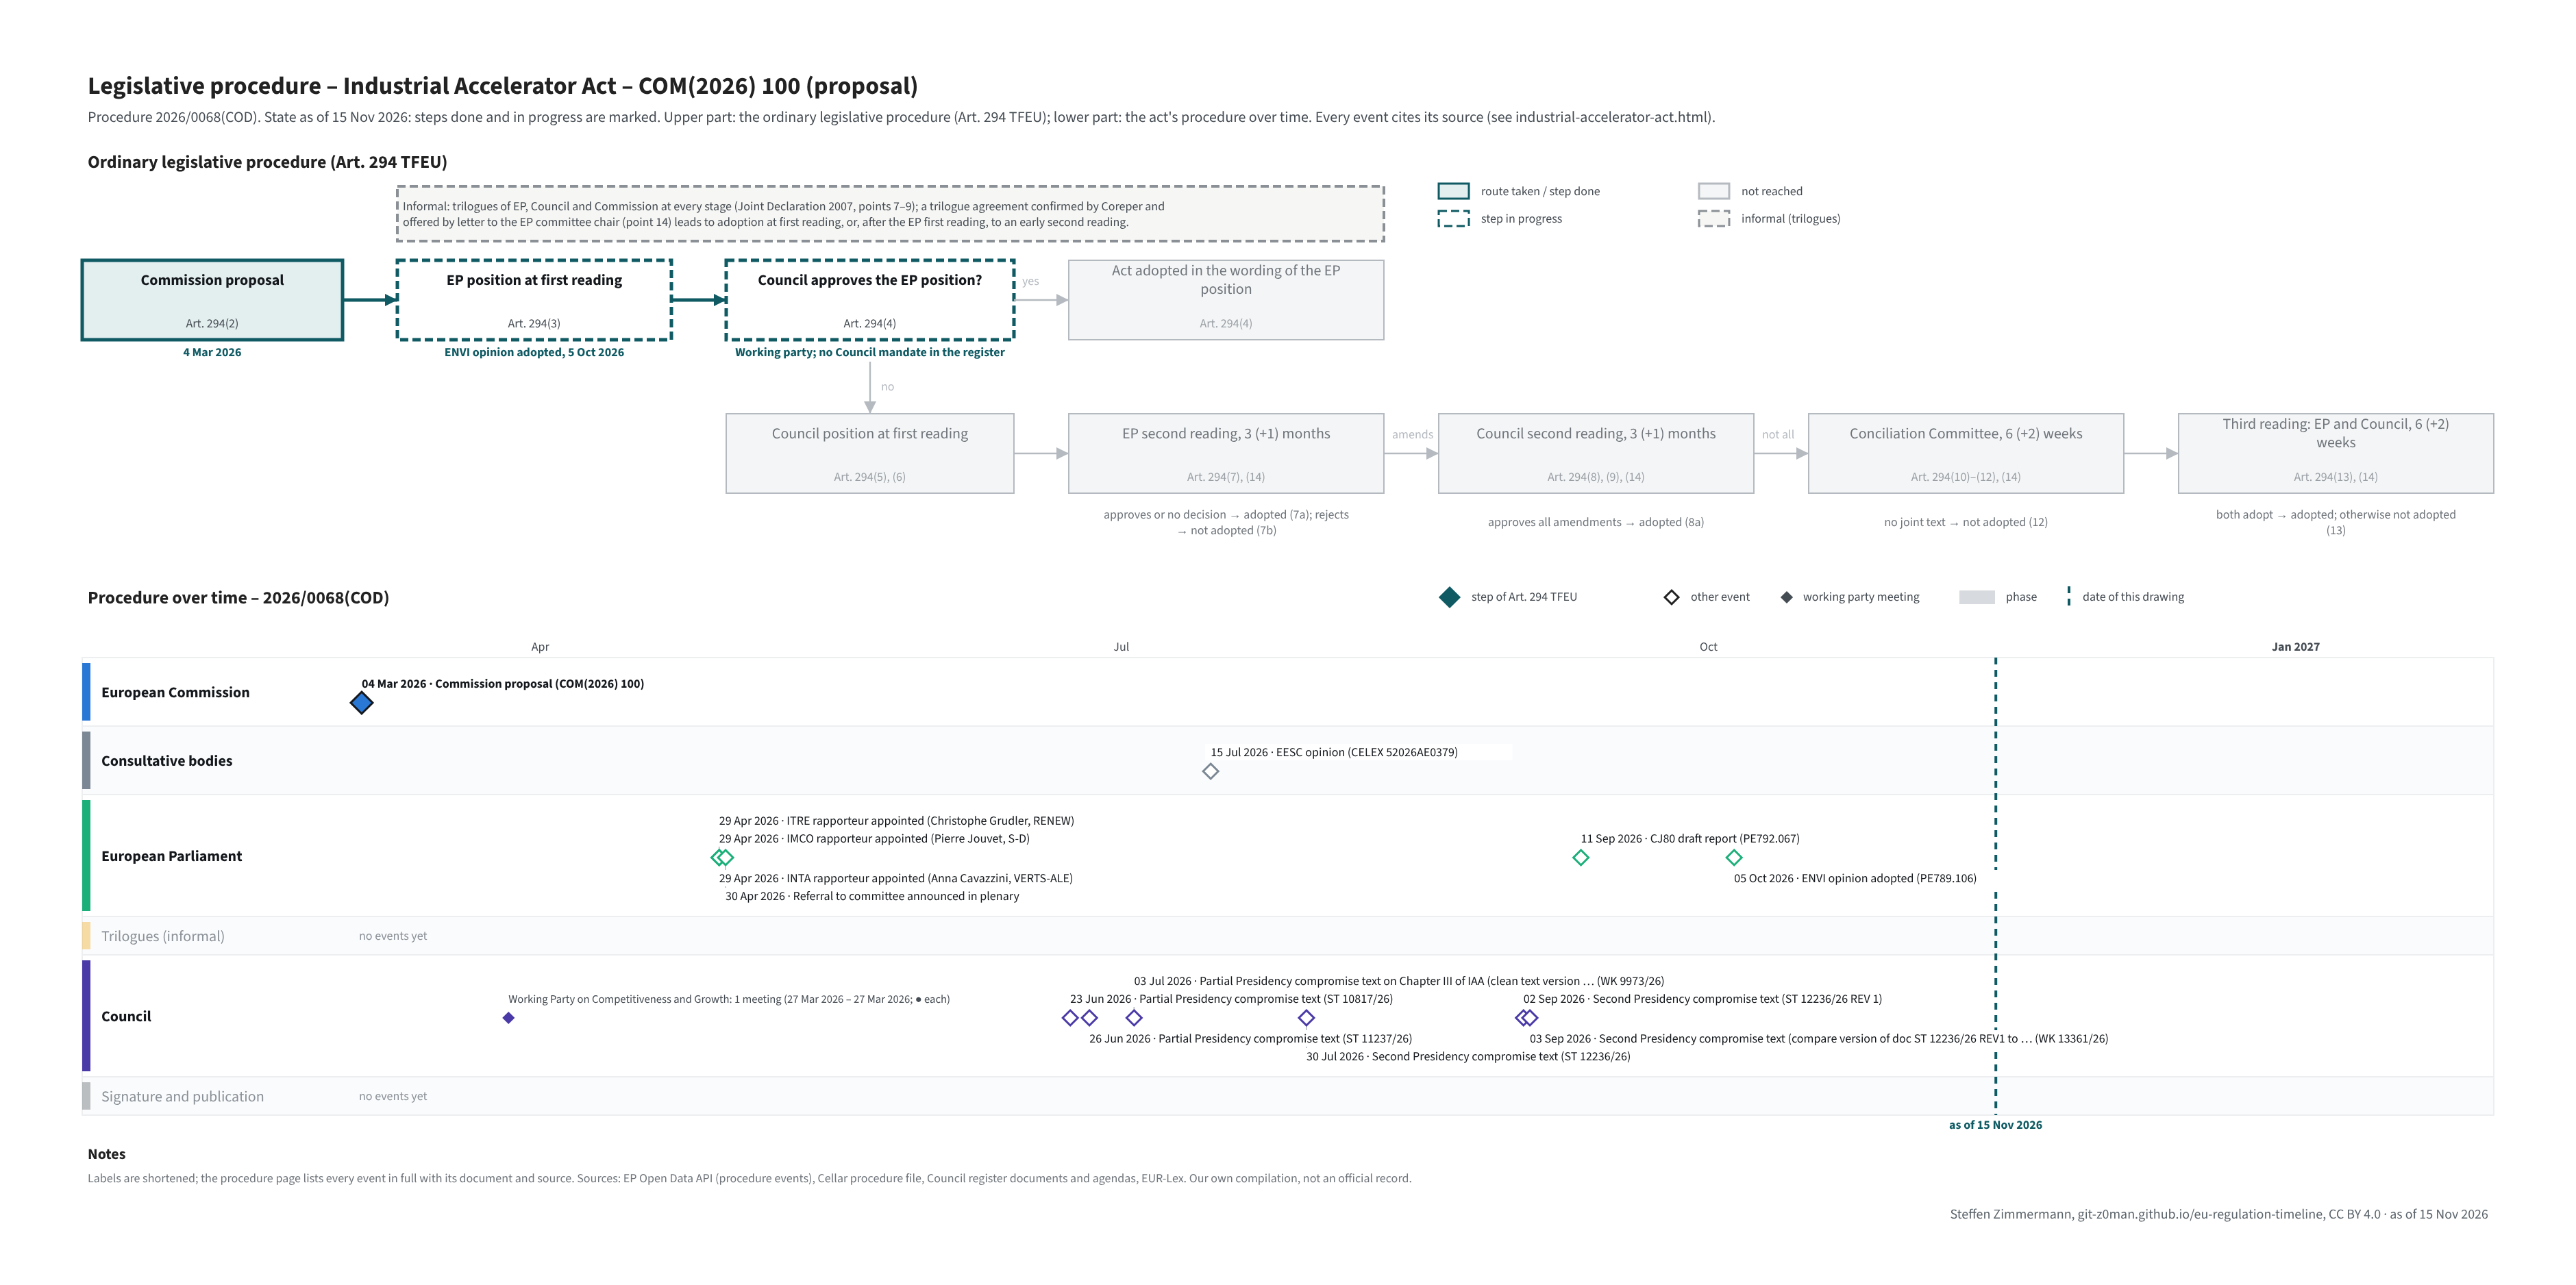 Legislative procedure – Industrial Accelerator Act – COM(2026) 100 (proposal)
Procedure 2026/0068(COD). State as of 15 Nov 2026: steps done and in progress are marked. Upper part: the ordinary legislative procedure (Art. 294 TFEU); lower part: the act's procedure over time. Every event cites its source (see industrial-accelerator-act.html).
Ordinary legislative procedure (Art. 294 TFEU)
Informal: trilogues of EP, Council and Commission at every stage (Joint Declaration 2007, points 7–9); a trilogue agreement confirmed by Coreper and
offered by letter to the EP committee chair (point 14) leads to adoption at first reading, or, after the EP first reading, to an early second reading.
route taken / step done
not reached
step in progress
informal (trilogues)
Commission proposal
Art. 294(2)
4 Mar 2026
EP position at first reading
Art. 294(3)
ENVI opinion adopted, 5 Oct 2026
Council approves the EP position?
Art. 294(4)
Working party; no Council mandate in the register
yes
Act adopted in the wording of the EP
position
Art. 294(4)
no
Council position at first reading
Art. 294(5), (6)
EP second reading, 3 (+1) months
Art. 294(7), (14)
approves or no decision → adopted (7a); rejects
→ not adopted (7b)
amends
Council second reading, 3 (+1) months
Art. 294(8), (9), (14)
approves all amendments → adopted (8a)
not all
Conciliation Committee, 6 (+2) weeks
Art. 294(10)–(12), (14)
no joint text → not adopted (12)
Third reading: EP and Council, 6 (+2)
weeks
Art. 294(13), (14)
both adopt → adopted; otherwise not adopted
(13)
Procedure over time – 2026/0068(COD)
step of Art. 294 TFEU
other event
working party meeting
phase
date of this drawing
Apr
Jul
Oct
Jan 2027
European Commission
04 Mar 2026 · Commission proposal (COM(2026) 100)
Consultative bodies
15 Jul 2026 · EESC opinion (CELEX 52026AE0379)
European Parliament
29 Apr 2026 · ITRE rapporteur appointed (Christophe Grudler, RENEW)
29 Apr 2026 · IMCO rapporteur appointed (Pierre Jouvet, S-D)
29 Apr 2026 · INTA rapporteur appointed (Anna Cavazzini, VERTS-ALE)
30 Apr 2026 · Referral to committee announced in plenary
11 Sep 2026 · CJ80 draft report (PE792.067)
05 Oct 2026 · ENVI opinion adopted (PE789.106)
Trilogues (informal)
no events yet
Council
Working Party on Competitiveness and Growth: 1 meeting (27 Mar 2026 – 27 Mar 2026; ● each)
03 Jul 2026 · Partial Presidency compromise text on Chapter III of IAA (clean text version … (WK 9973/26)
23 Jun 2026 · Partial Presidency compromise text (ST 10817/26)
02 Sep 2026 · Second Presidency compromise text (ST 12236/26 REV 1)
26 Jun 2026 · Partial Presidency compromise text (ST 11237/26)
03 Sep 2026 · Second Presidency compromise text (compare version of doc ST 12236/26 REV1 to … (WK 13361/26)
30 Jul 2026 · Second Presidency compromise text (ST 12236/26)
Signature and publication
no events yet
as of 15 Nov 2026
Notes
Labels are shortened; the procedure page lists every event in full with its document and source. Sources: EP Open Data API (procedure events), Cellar procedure file, Council register documents and agendas, EUR-Lex. Our own compilation, not an official record.
Steffen Zimmermann, git-z0man.github.io/eu-regulation-timeline, CC BY 4.0 · as of 15 Nov 2026